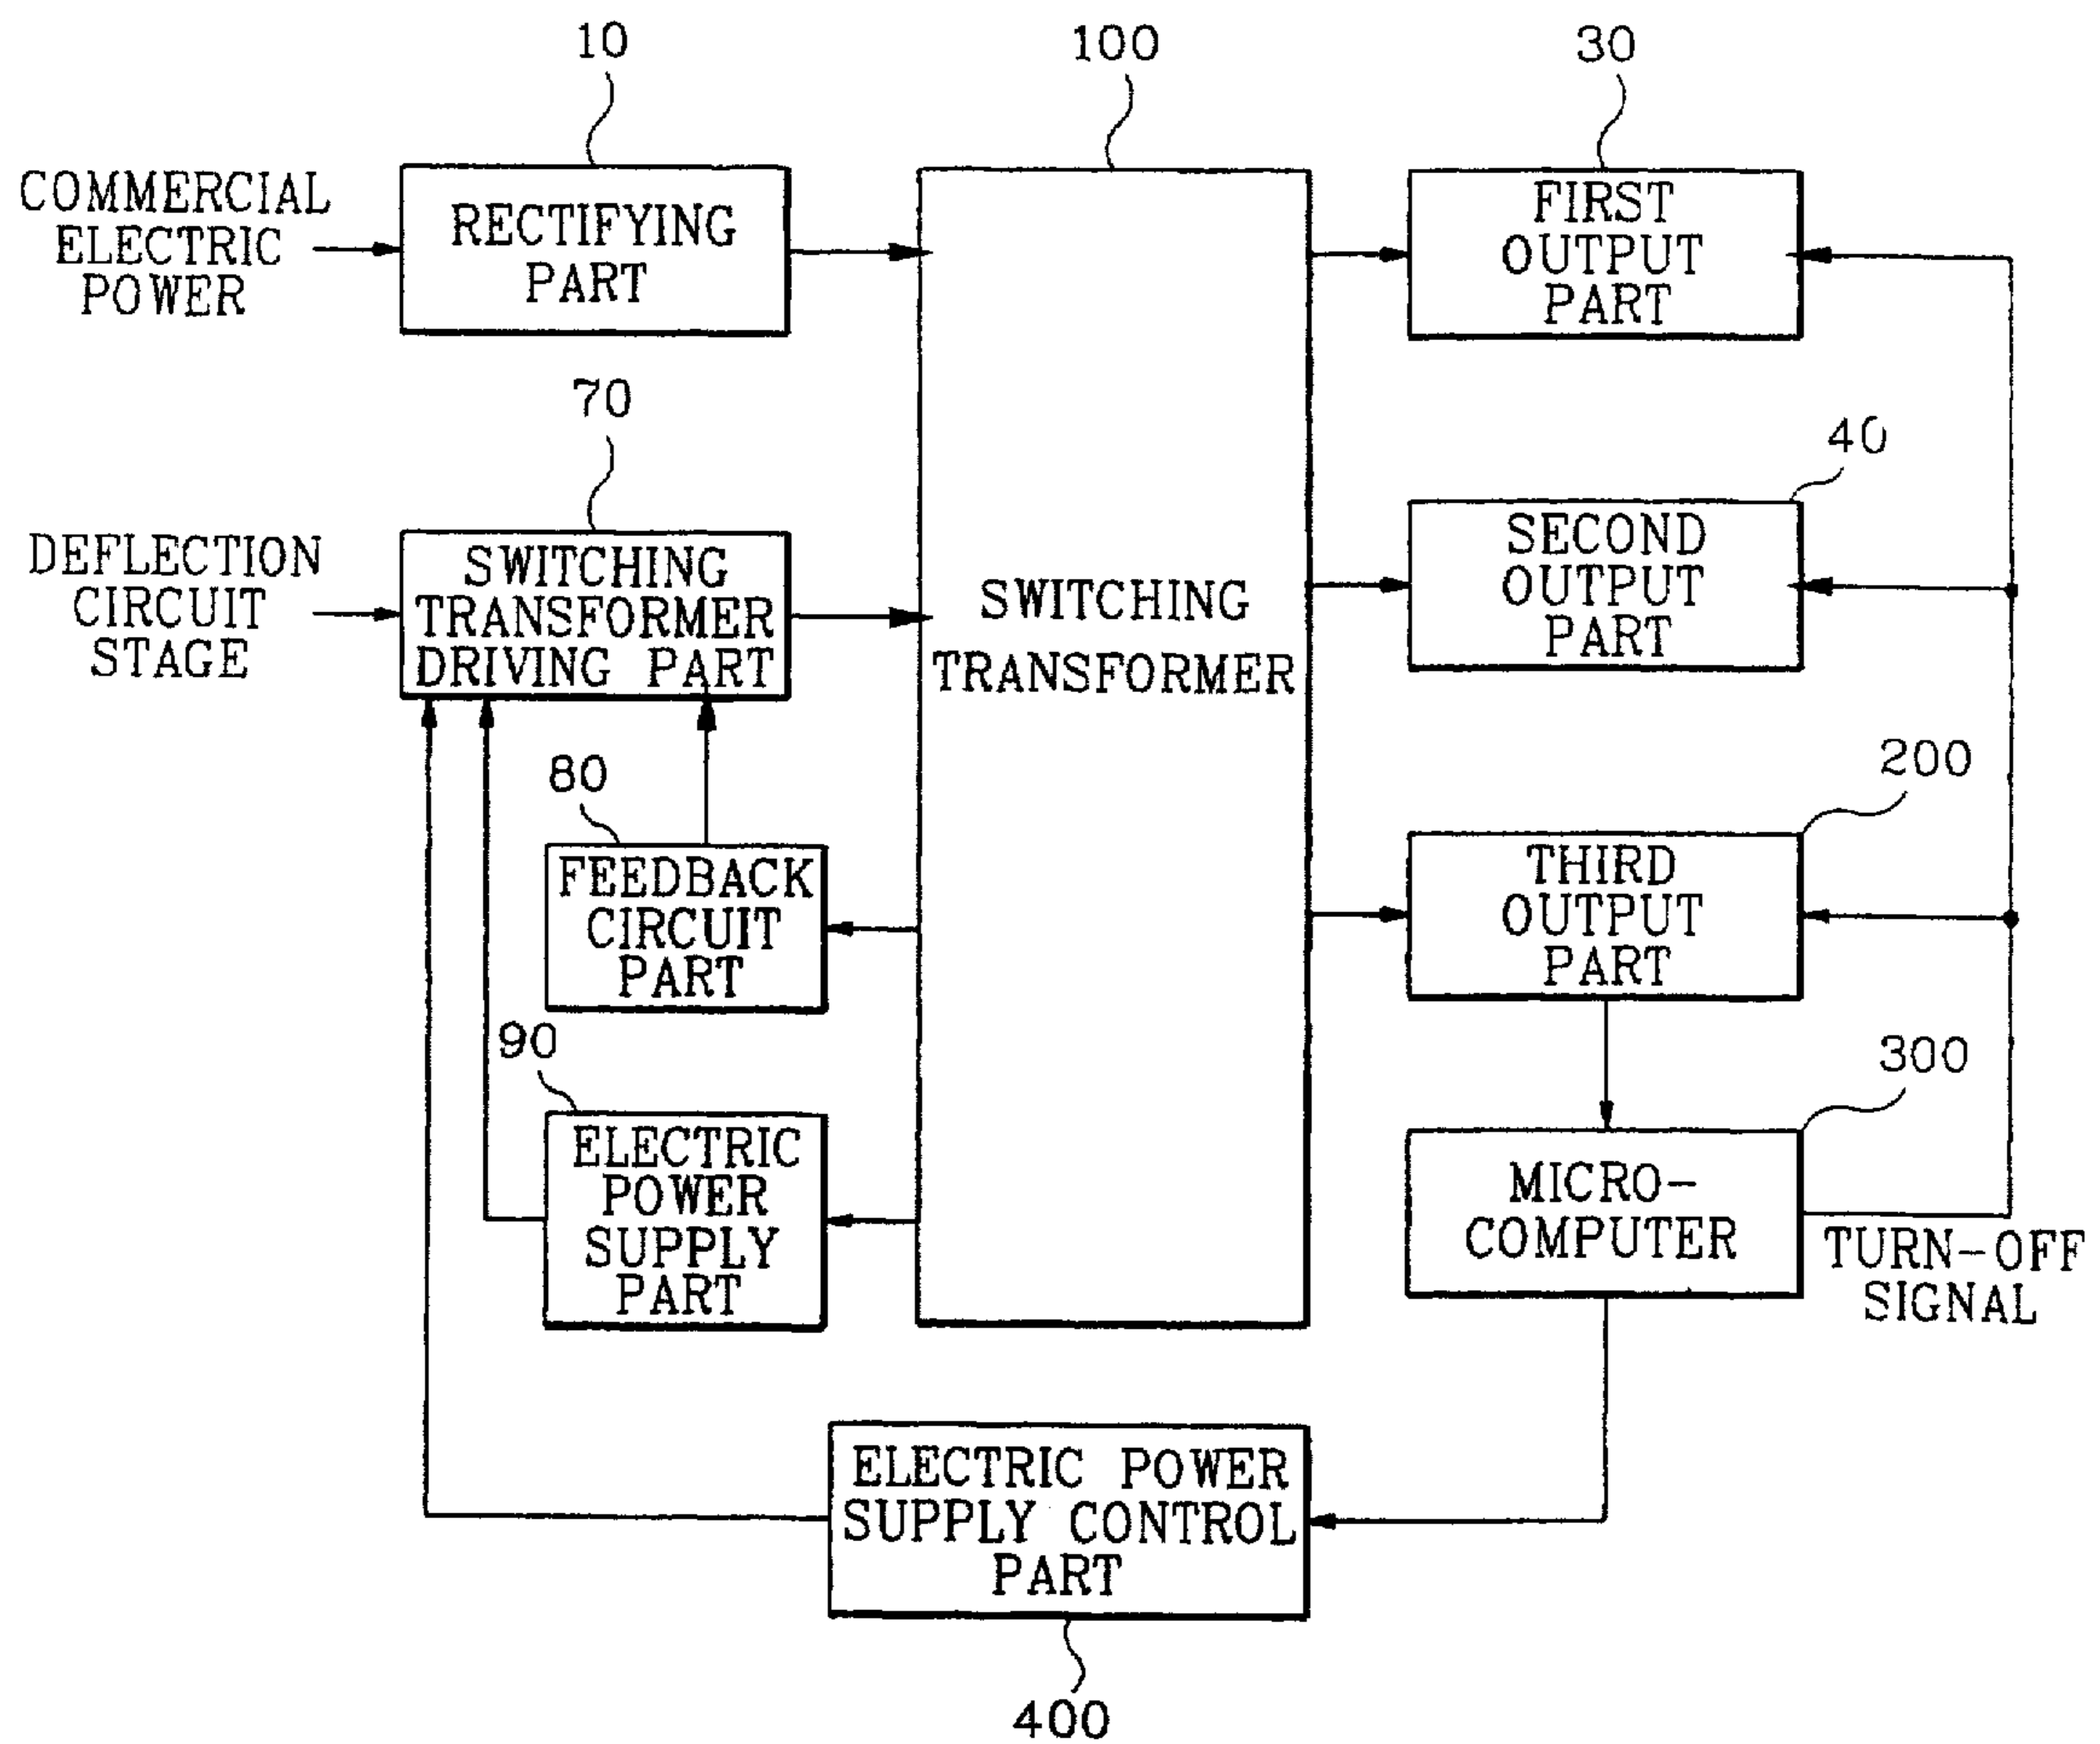 10
100
30
COMMERCIAL
ELECTRIC
POWER
RECTIFYING
PART
FIRST
OUTPUT
PART
70
40
DEFLECTION
CIRCUIT
STAGE
SWITCHING
TRANSFORMER
DRIVING PART
SWITCHING
TRANSFORMER
SECOND
OUTPUT
PART
80
200
FEEDBACK
CIRCUIT
PART
THIRD
OUTPUT
PART
90
300
ELECTRIC
POWER
SUPPLY
PART
MICRO-
COMPUTER
TURN-OFF
SIGNAL
ELECTRIC POWER
SUPPLY CONTROL
PART
400